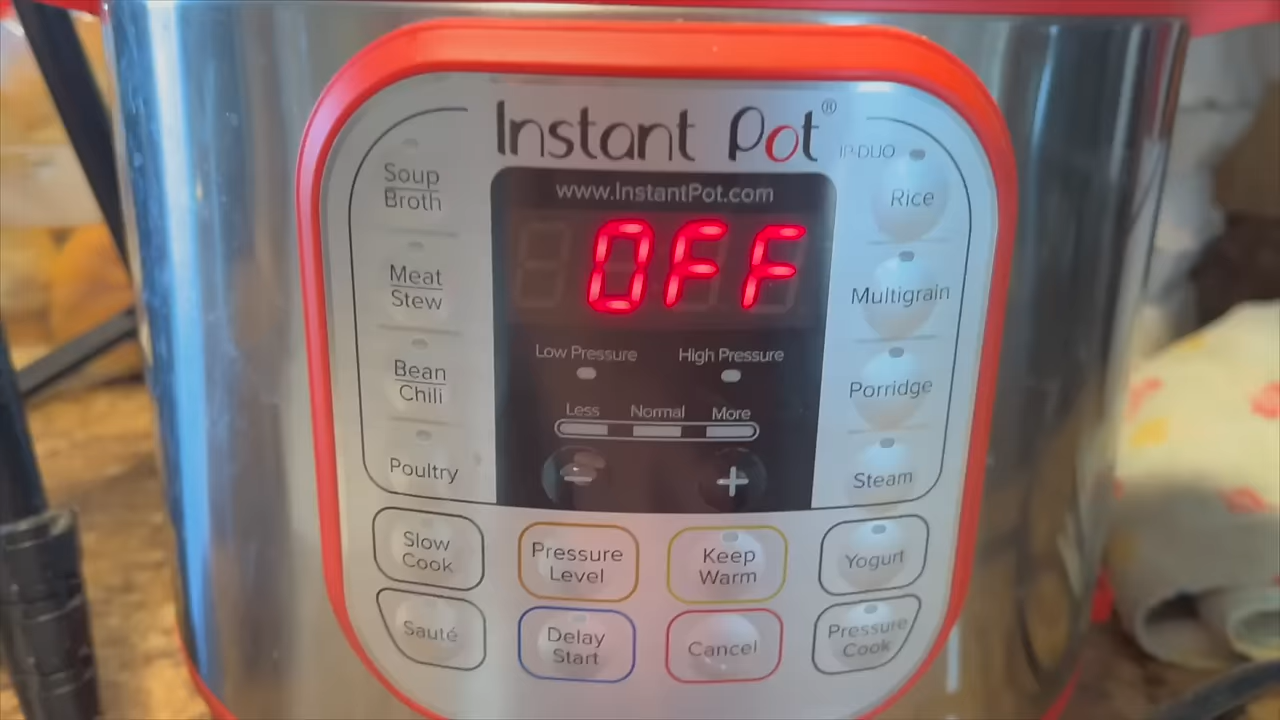 Instant Pot®
IP-DUO
www.InstantPot.com
OFF
Soup
Broth
Meat
Stew
Bean
Chili
Poultry
Low Pressure
High Pressure
Less
Normal
More
- +
Rice
Multigrain
Porridge
Steam
Slow
Cook
Pressure
Level
Keep
Warm
Yogurt
Sauté
Delay
Start
Cancel
Pressure
Cook